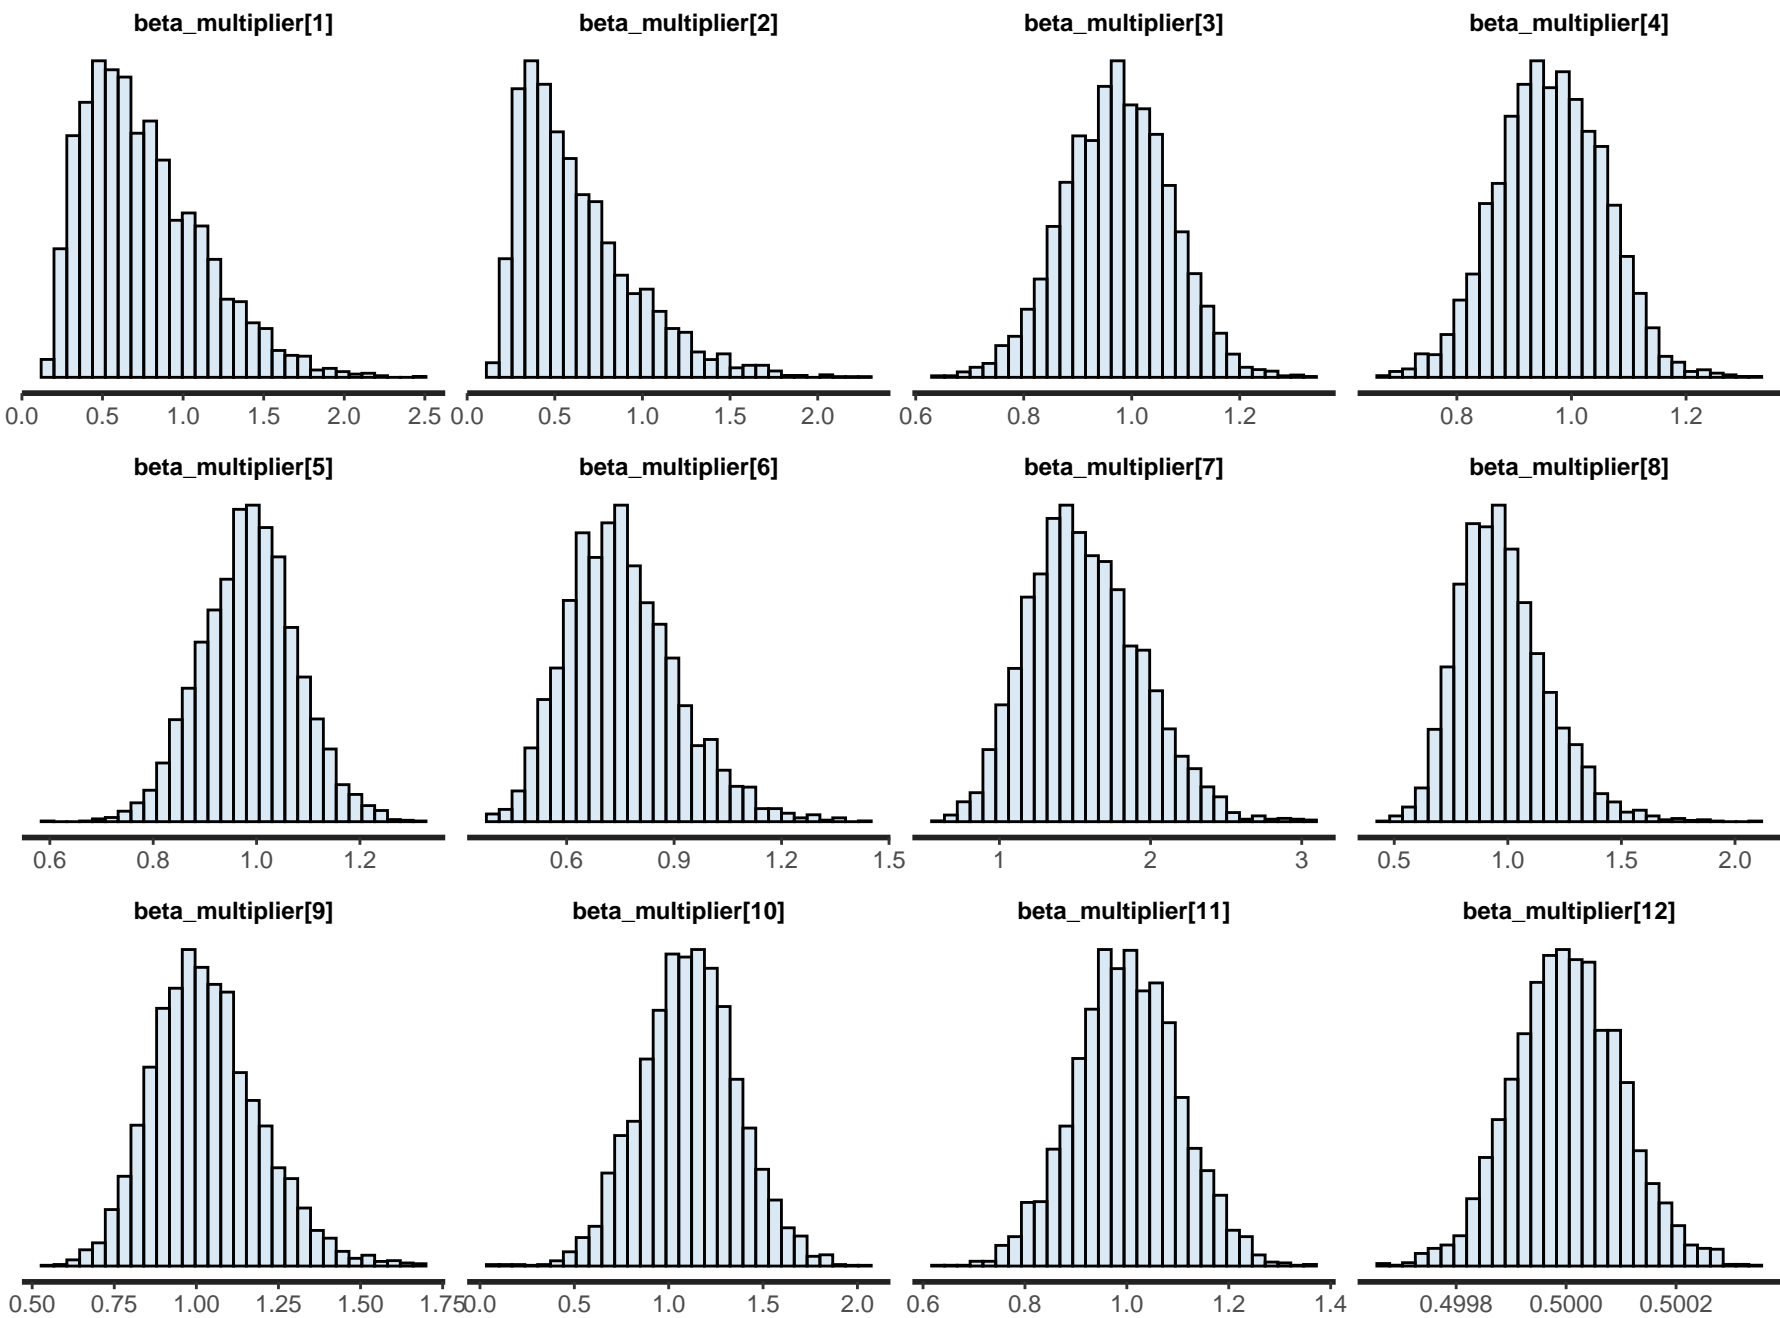 beta_multiplier[1] beta_multiplier[2] beta_multiplier[3] beta_multiplier[4]
0.0 0.5 1.0 1.5 2.0 2.5 0.0 0.5 1.0 1.5 2.0 0.6 0.8 1.0 1.2 0.8 1.0 1.2
beta_multiplier[5] beta_multiplier[6] beta_multiplier[7] beta_multiplier[8]
0.6 0.8 1.0 1.2 0.6 0.9 1.2 1.5 1 2 3 0.5 1.0 1.5 2.0
beta_multiplier[9] beta_multiplier[10] beta_multiplier[11] beta_multiplier[12]
0.50 0.75 1.00 1.25 1.50 1.75 0.0 0.5 1.0 1.5 2.0 0.6 0.8 1.0 1.2 1.4 0.4998 0.5000 0.5002